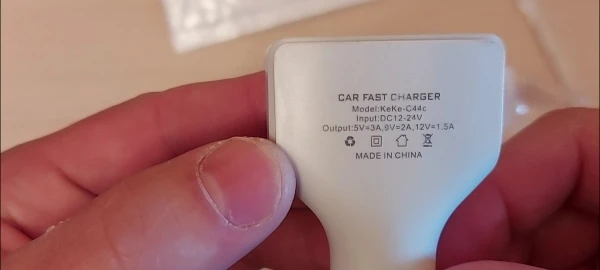 CAR FAST CHARGER
Model:KeKe-C44c
Input:DC12-24V
Output:5V=3A,9V=2A,12V=1.5A
MADE IN CHINA